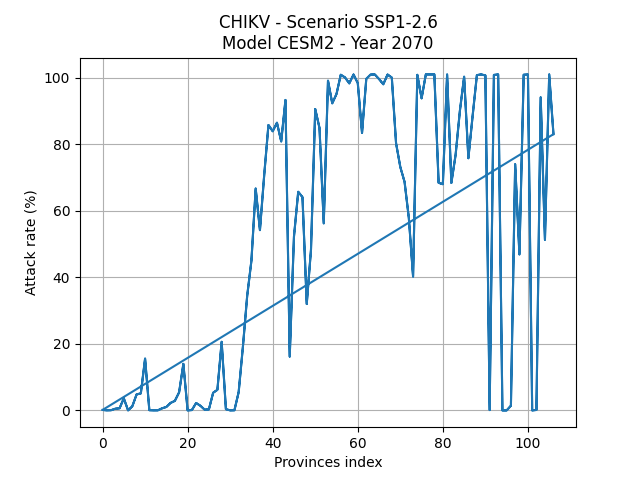 CHIKV - Scenario SSP1-2.6
Model CESM2 - Year 2070
100
80
60
40
20
0
Attack rate (%)
0 20 40 60 80 100
Provinces index